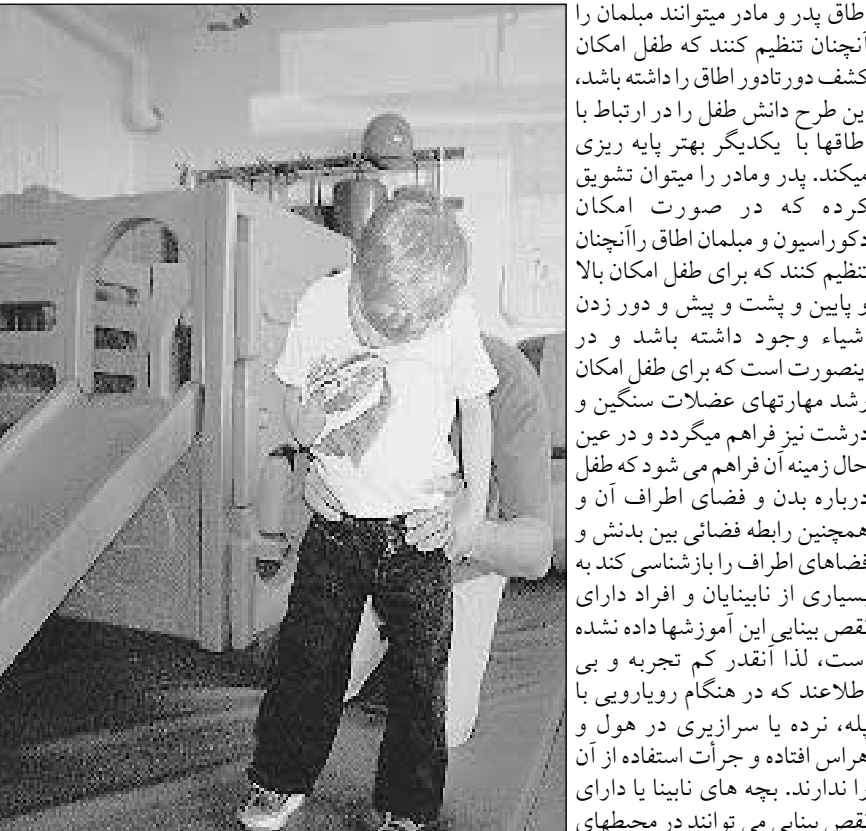 طاق پدر و مادر میتوانند مبلمان را
آنچنان تنظیم کنند که طفل امکان
کشف دورتادور اطاق را داشته باشد،
ین طرح دانش طفل را در ارتباط با
طاقها با یکدیگر بهتر پایه ریزی
میکند. پدر ومادر را میتوان تشویق
کرده که در صورت امکان
دکوراسیون و مبلمان اطاق راآنچنان
تنظیم کنند که برای طفل امکان بالا
و پایین و پشت و پیش و دور زدن
شیاء وجود داشته باشد و در
ینصورت است که برای طفل امکان
رشد مهارتهای عضلات سنگین و
درشت نیز فراهم میگردد و در عین
حال زمینه آن فراهم می شود که طفل
درباره بدن و فضای اطراف آن و
همچنین رابطه فضائی بین بدنش و
فضاهای اطراف را بازشناسی کند به
بسیاری از نابینایان و افراد دارای
نقص بینایی این آموزشها داده نشده
ست، لذا آنقدر کم تجربه و بی
طلاعند که در هنگام رویارویی با
پله، نرده یا سرازیری در هول و
هراس افتاده و جرأت استفاده از آن
را ندارند. بچه های نابینا یا دارای
نقص بینایی می توانند در محیطهای